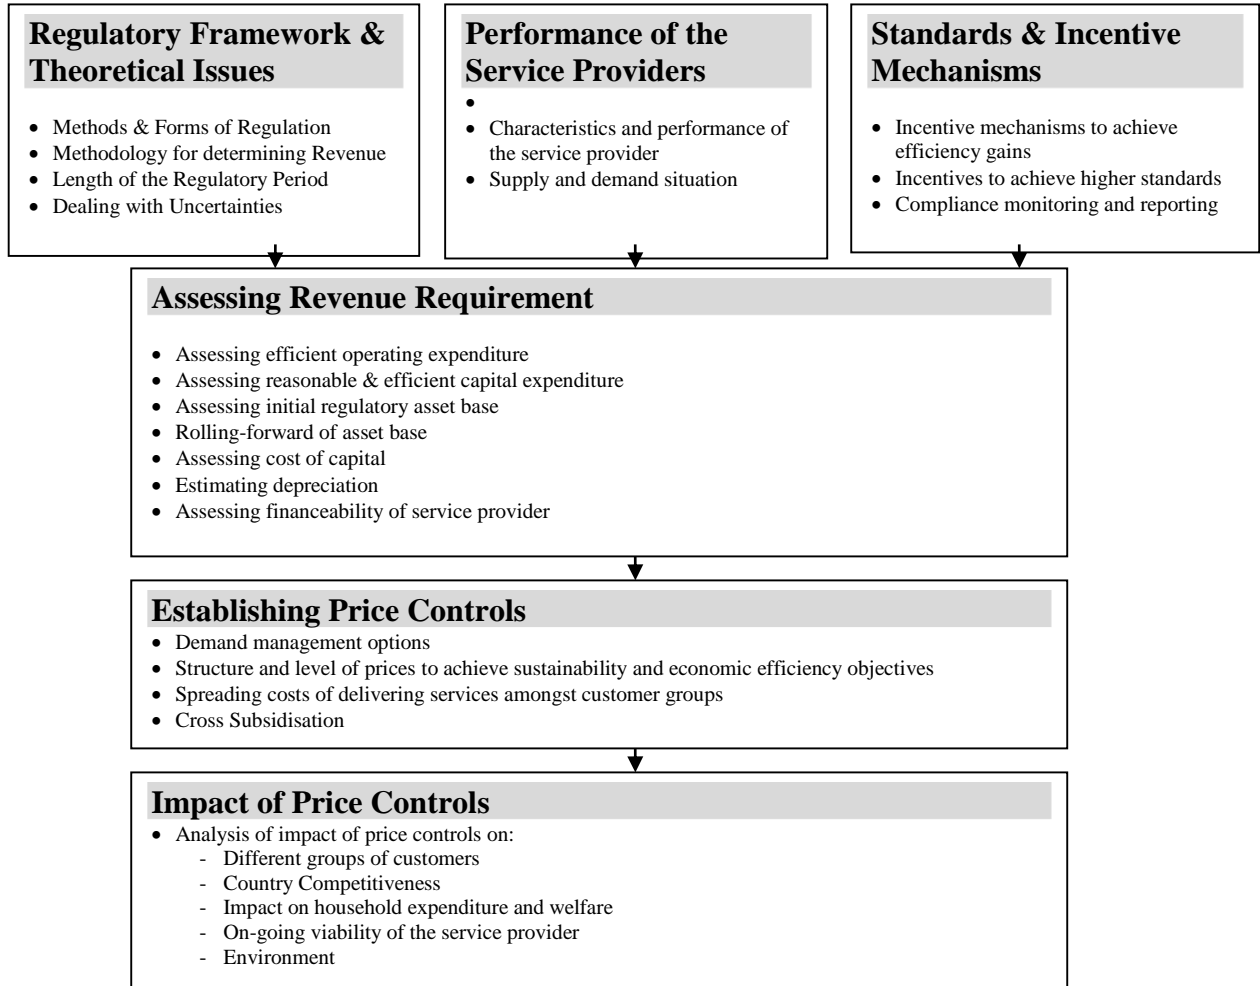 Regulatory Framework &
Theoretical Issues
• Methods & Forms of Regulation
• Methodology for determining Revenue
• Length of the Regulatory Period
• Dealing with Uncertainties
Performance of the
Service Providers
•
• Characteristics and performance of
the service provider
• Supply and demand situation
Standards & Incentive
Mechanisms
• Incentive mechanisms to achieve
efficiency gains
• Incentives to achieve higher standards
• Compliance monitoring and reporting
Assessing Revenue Requirement
• Assessing efficient operating expenditure
• Assessing reasonable & efficient capital expenditure
• Assessing initial regulatory asset base
• Rolling-forward of asset base
• Assessing cost of capital
• Estimating depreciation
• Assessing financeability of service provider
Establishing Price Controls
• Demand management options
• Structure and level of prices to achieve sustainability and economic efficiency objectives
• Spreading costs of delivering services amongst customer groups
• Cross Subsidisation
Impact of Price Controls
• Analysis of impact of price controls on:
- Different groups of customers
- Country Competitiveness
- Impact on household expenditure and welfare
- On-going viability of the service provider
- Environment